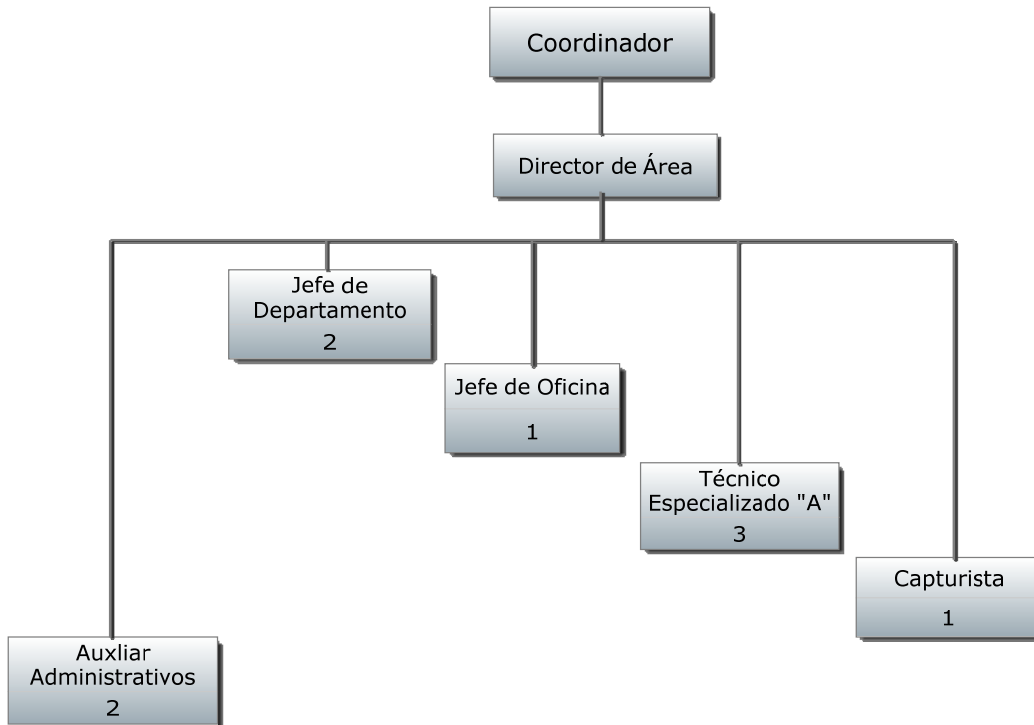 Coordinador
Director de Área
Jefe de
Departamento
2
Jefe de Oficina
1
Técnico
Especializado "A"
3
Capturista
1
Auxliar
Administrativos
2